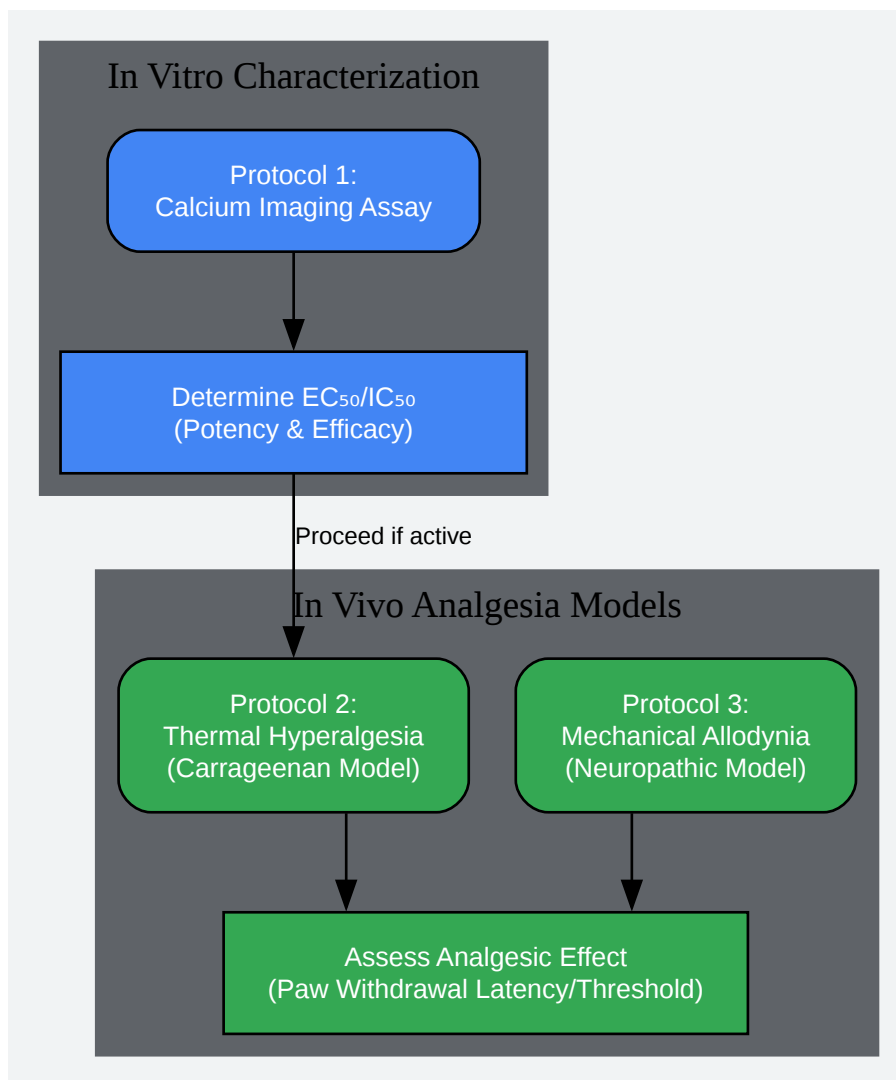 In Vitro Characterization
Protocol 1:
Calcium Imaging Assay
Determine EC₅₀/IC₅₀
(Potency & Efficacy)
Proceed if active
In Vivo Analgesia Models
Protocol 2:
Thermal Hyperalgesia
(Carrageenan Model)
Protocol 3:
Mechanical Allodynia
(Neuropathic Model)
Assess Analgesic Effect
(Paw Withdrawal Latency/Threshold)